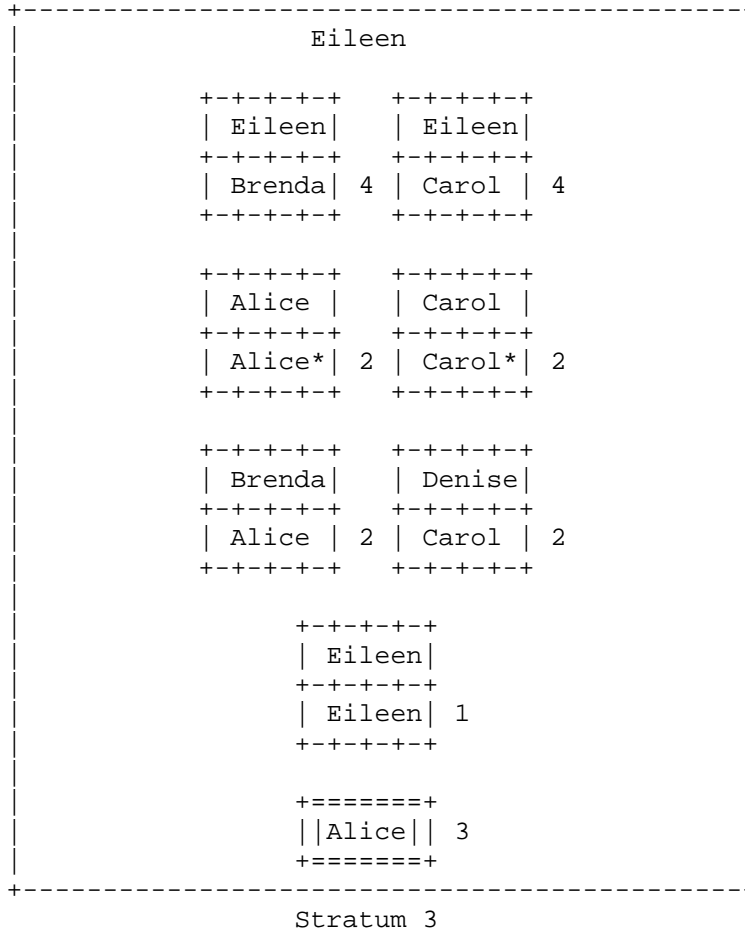 Eileen
| Eileen| | Eileen|
| Brenda| 4 | Carol | 4
| Alice | | Carol |
| Alice*| 2 | Carol*| 2
| Brenda| | Denise|
| Alice | 2 | Carol | 2
| Eileen|
| Eileen| 1
||Alice|| 3
Stratum 3